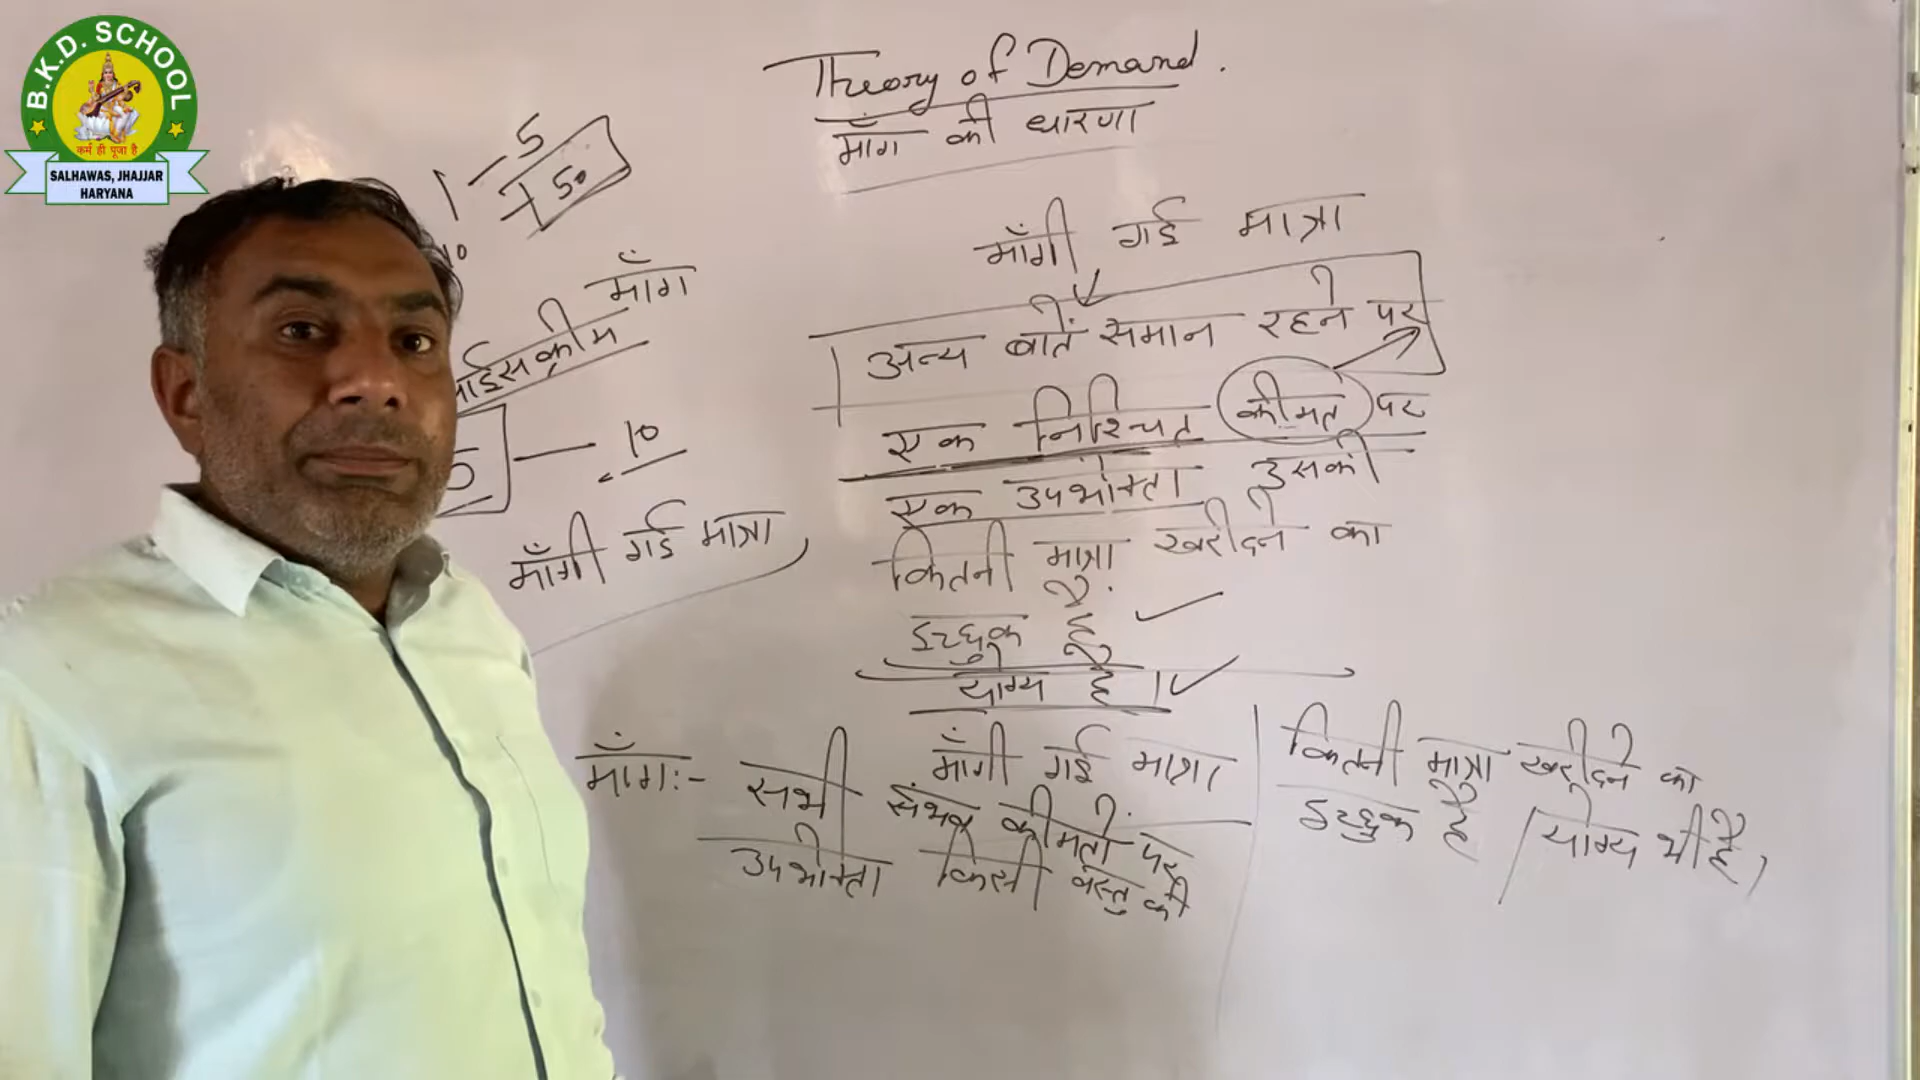 B.K.D. SCHOOL
कर्म ही पूजा है
SALHAWAS, JHAJJAR
HARYANA
Theory of Demand.
माँग की धारणा
1 - 5
50
10
माँग
आईसक्रीम
5 — 10
माँगी गई मात्रा
माँगी गई मात्रा
अन्य बातें समान रहने पर
एक निश्चित कीमत पर
एक उपभोक्ता उसकी
कितनी मात्रा खरीदने का
इच्छुक है
योग्य है।
माँगी गई मात्रा
माँग:- सभी संभव कीमतों पर
उपभोक्ता किसी वस्तु की
कितनी मात्रा खरीदने का
इच्छुक है / योग्य भी है,